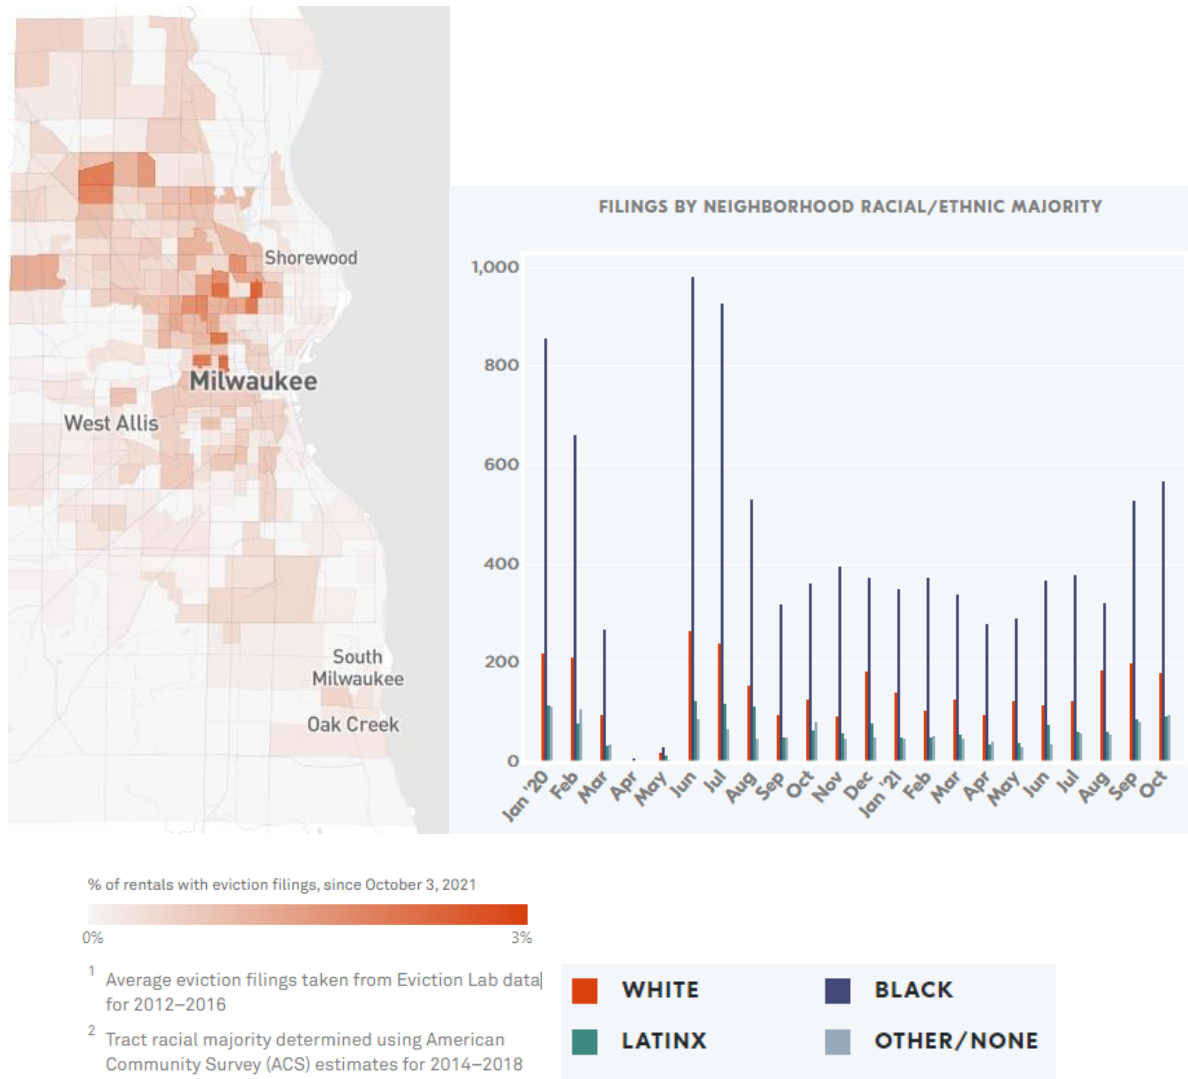 Shorewood
Milwaukee
West Allis
South
Milwaukee
Oak Creek
FILINGS BY NEIGHBORHOOD RACIAL/ETHNIC MAJORITY
1,000
800
600
400
200
0
Jan '20
Feb
Mar
Apr
May
Jun
Jul
Aug
Sep
Oct
Nov
Dec
Jan '21
Feb
Mar
Apr
May
Jun
Jul
Aug
Sep
Oct
% of rentals with eviction filings, since October 3, 2021
0%
3%
1 Average eviction filings taken from Eviction Lab data
for 2012–2016
2 Tract racial majority determined using American
Community Survey (ACS) estimates for 2014–2018
WHITE
BLACK
LATINX
OTHER/NONE